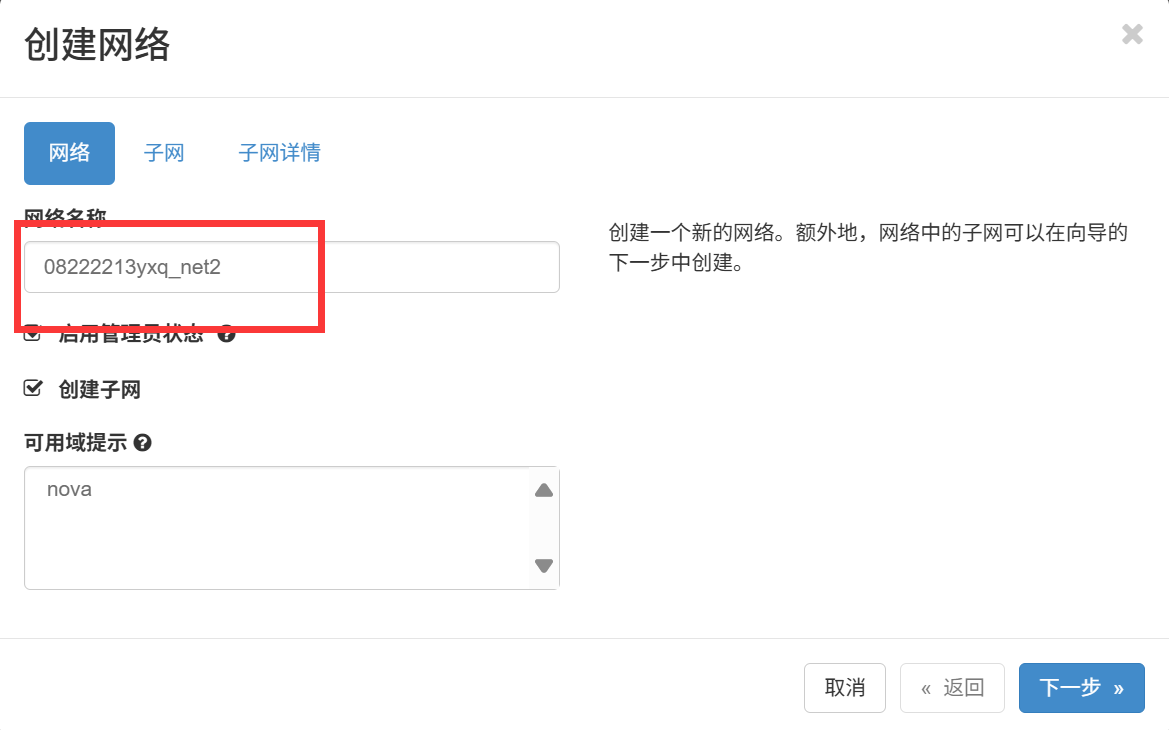 创建网络
网络 子网 子网详情
网络名称
08222213yxq_net2
启用管理员状态
创建子网
可用域提示
nova
创建一个新的网络。额外地，网络中的子网可以在向导的
下一步中创建。
取消 « 返回 下一步 »